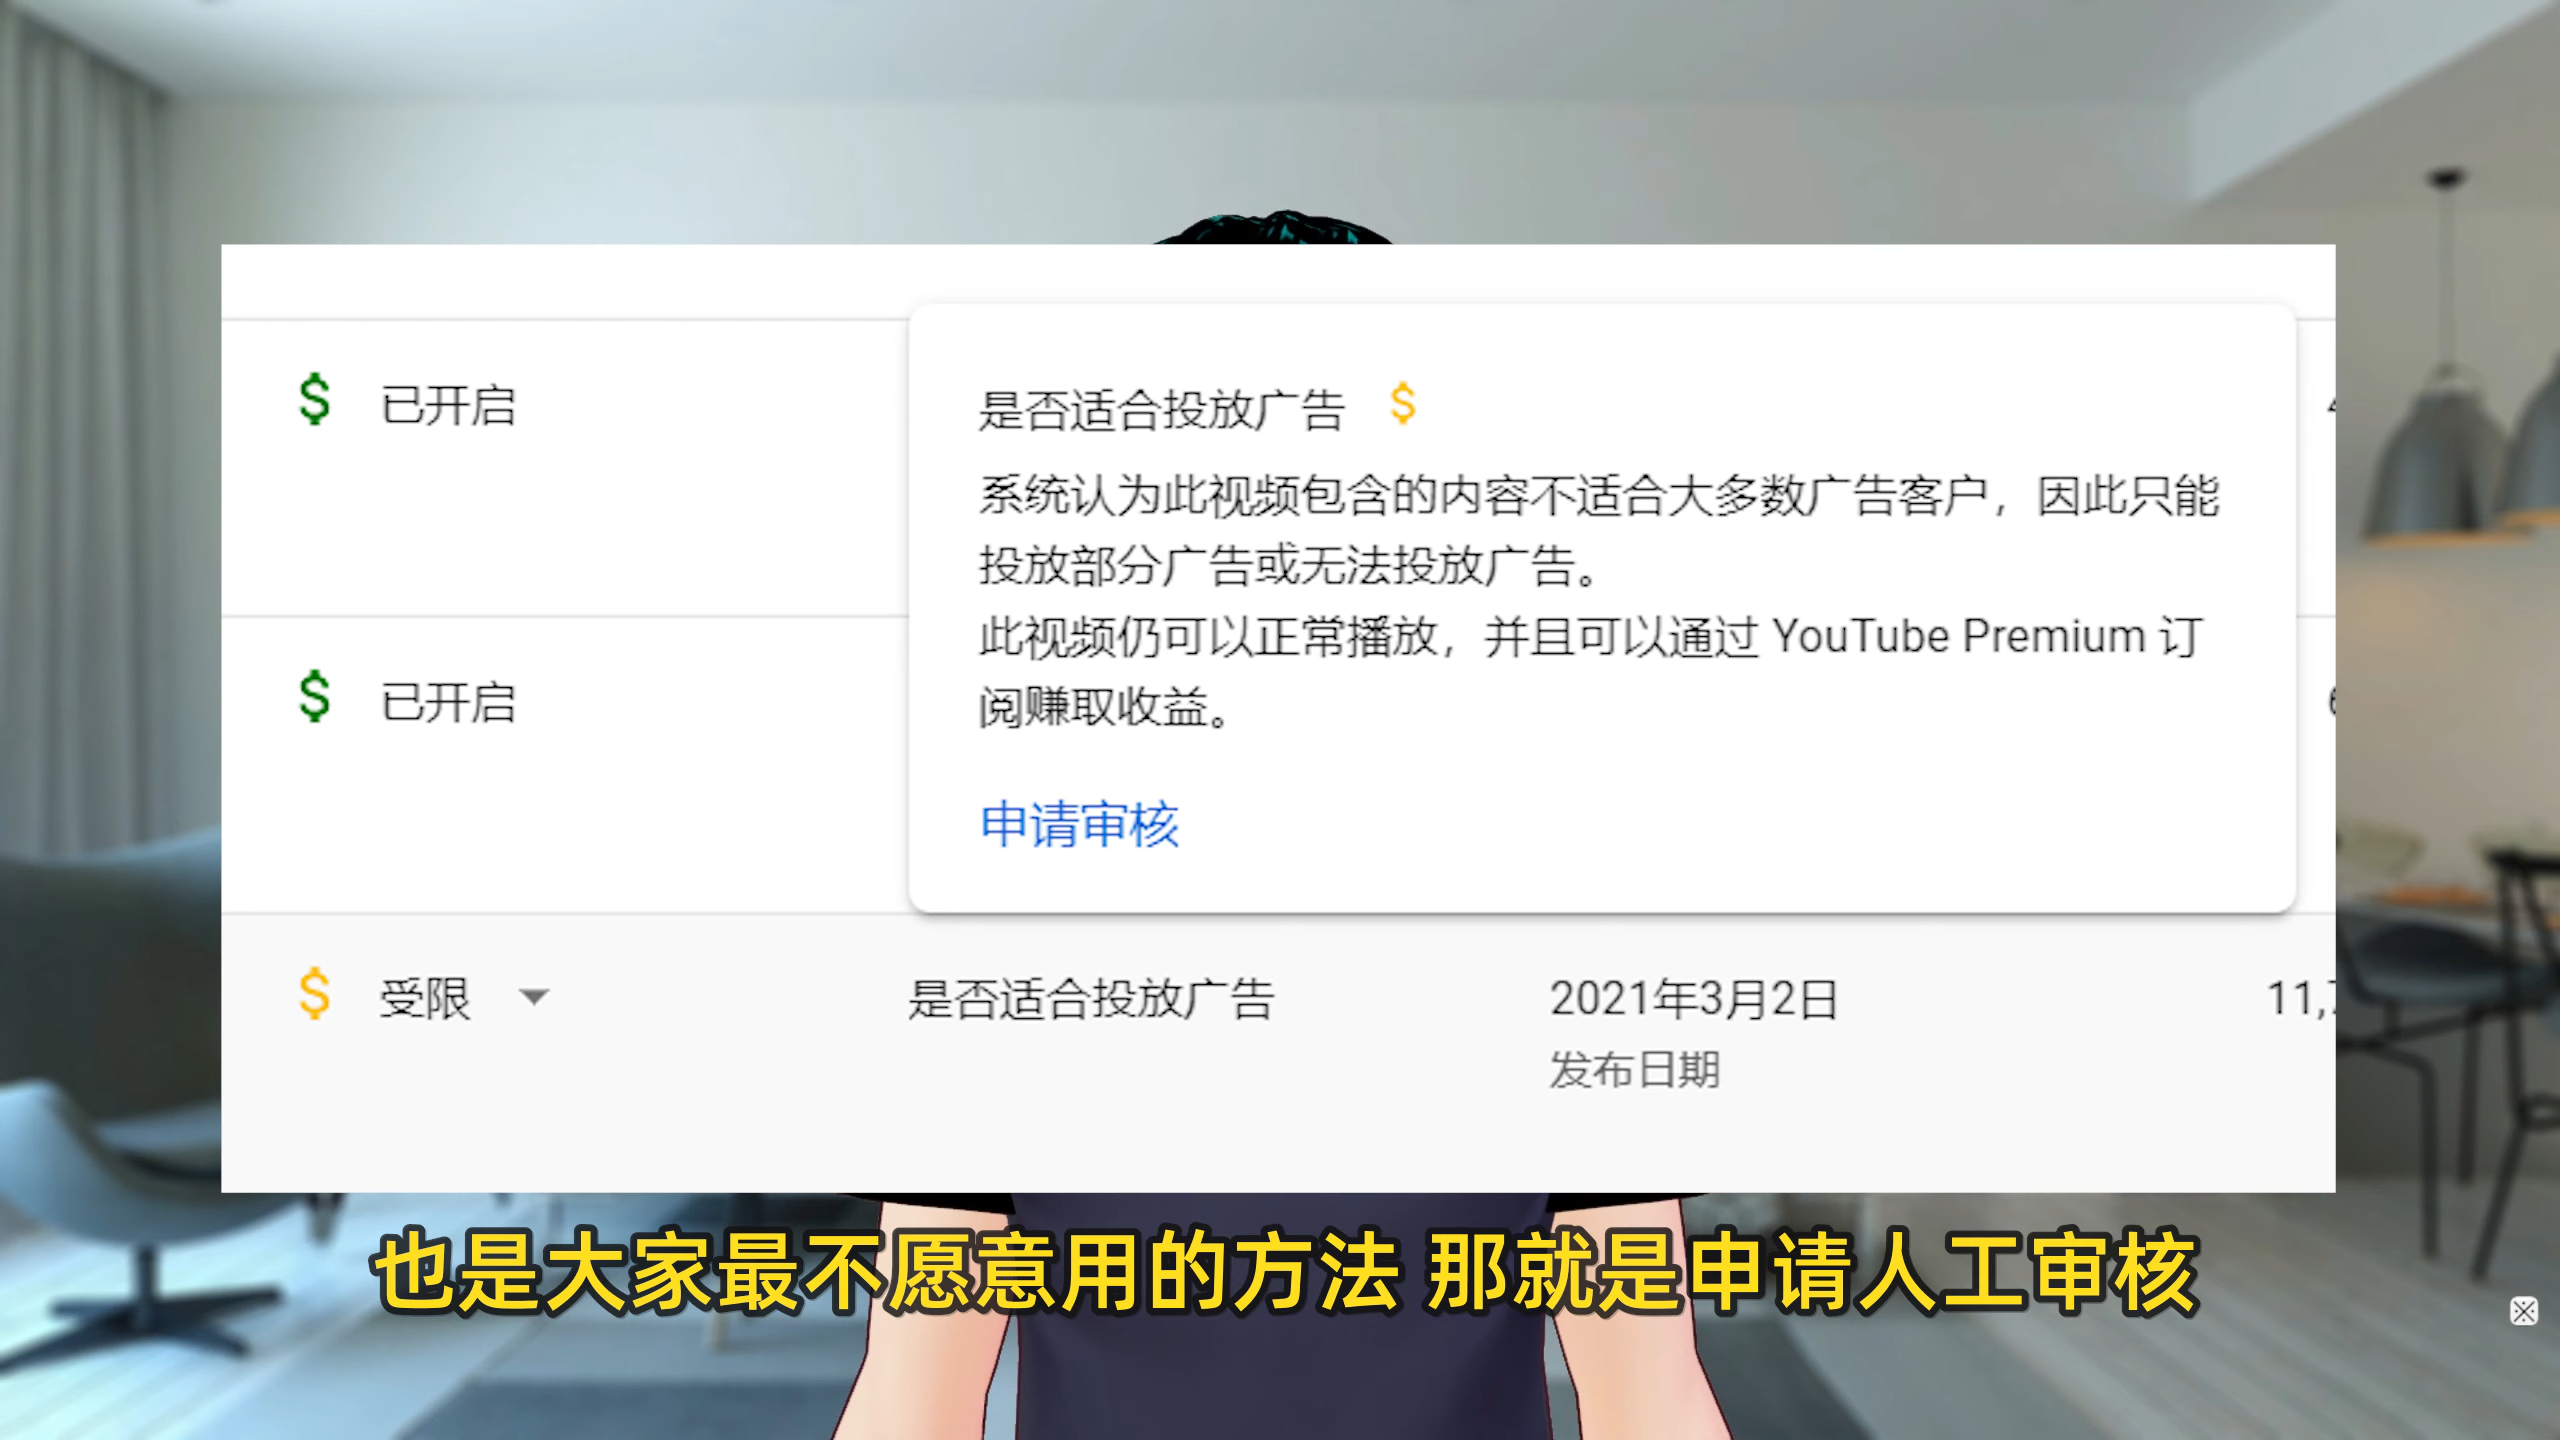 $ 已开启
是否适合投放广告 $
系统认为此视频包含的内容不适合大多数广告客户，因此只能
投放部分广告或无法投放广告。
此视频仍可以正常播放，并且可以通过 YouTube Premium 订
阅赚取收益。
$ 已开启
申请审核
$ 受限 是否适合投放广告 2021年3月2日 11,
发布日期
也是大家最不愿意用的方法 那就是申请人工审核